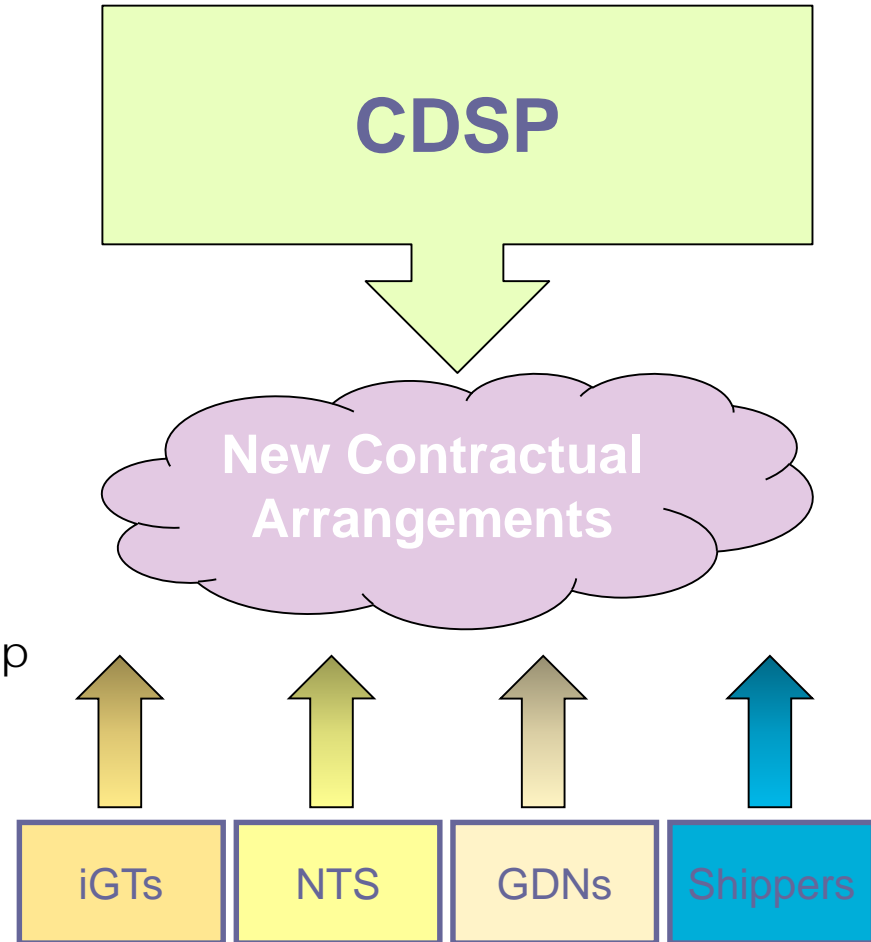 CDSP
New Contractual
Arrangements
p
iGTs
NTS
GDNs
Shippers